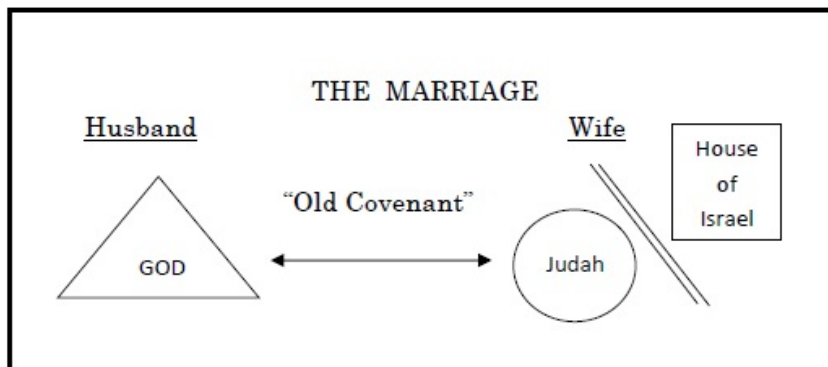 THE MARRIAGE
Husband
Wife
House
of
Israel
“Old Covenant”
GOD
Judah